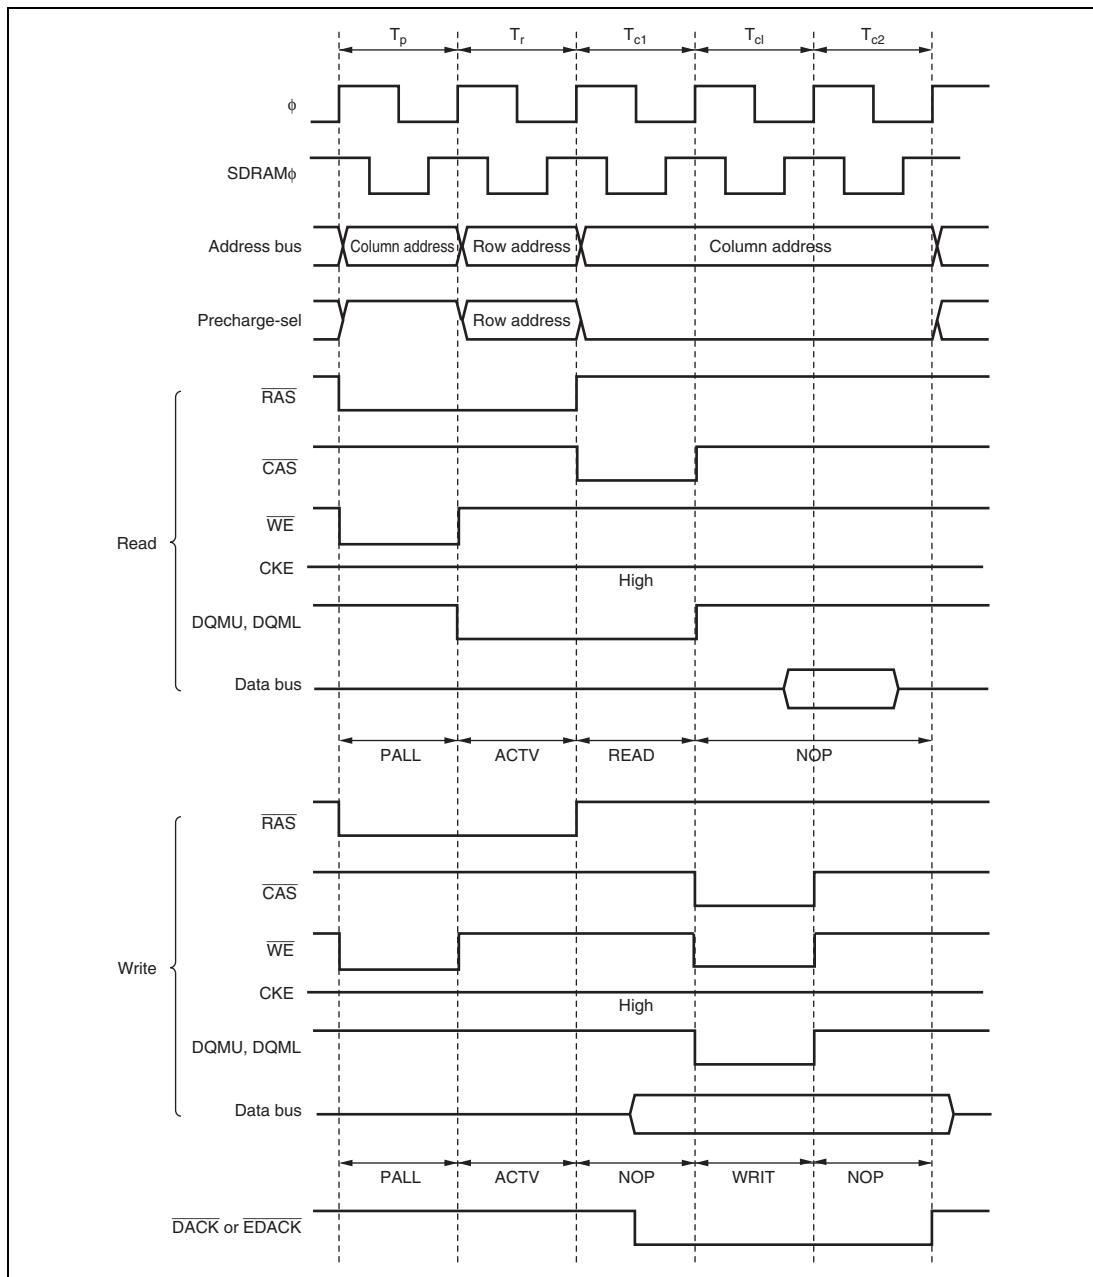 Tp Tr Tc1 Tcl Tc2
ϕ
SDRAMϕ
Address bus Column address Row address Column address
Precharge-sel Row address
Read
RAS
CAS
WE
CKE High
DQMU, DQML
Data bus
PALL ACTV READ NOP
Write
RAS
CAS
WE
CKE High
DQMU, DQML
Data bus
PALL ACTV NOP WRIT NOP
DACK or EDACK